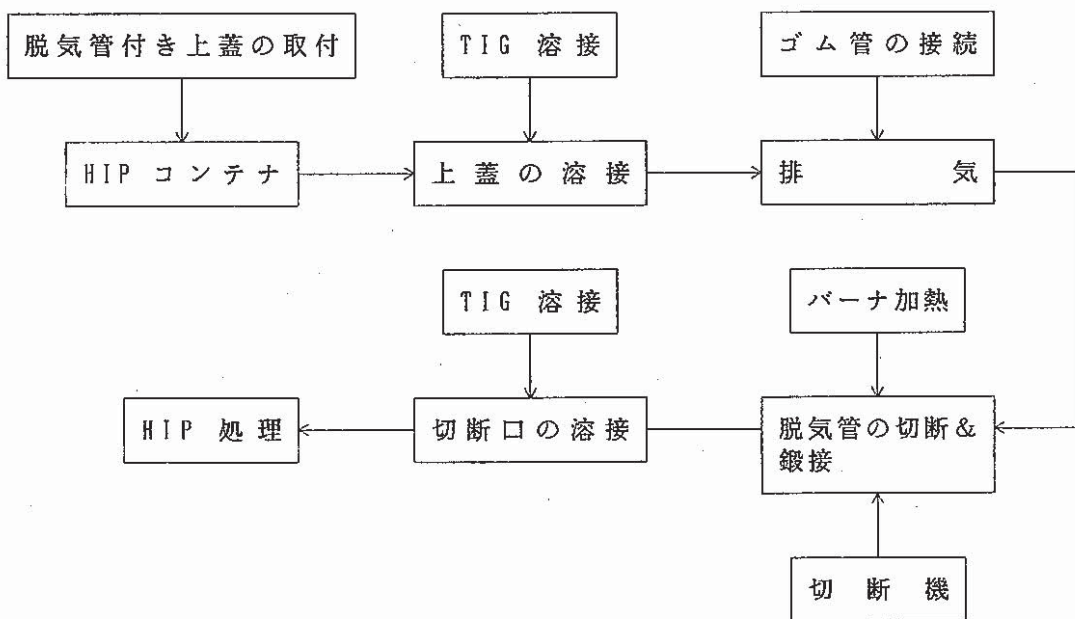 脱気管付き上蓋の取付
TIG 溶接
ゴム管の接続
HIP コンテナ
上蓋の溶接
排気
TIG 溶接
バーナ加熱
HIP 処理
切断口の溶接
脱気管の切断&
鍛接
切断機